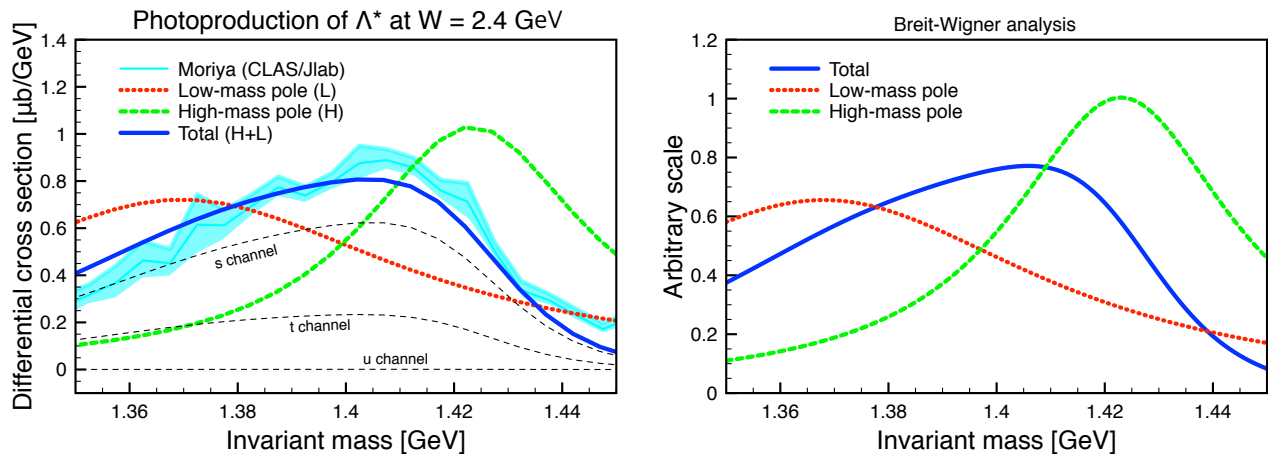 Photoproduction of Λ* at W = 2.4 GeV
Differential cross section [μb/GeV]
1.4
1.2
1
0.8
0.6
0.4
0.2
0
Moriya (CLAS/Jlab)
Low-mass pole (L)
High-mass pole (H)
Total (H+L)
s channel
t channel
u channel
1.36
1.38
1.4
1.42
1.44
Invariant mass [GeV]
Breit-Wigner analysis
Arbitrary scale
1.2
1
0.8
0.6
0.4
0.2
0
Total
Low-mass pole
High-mass pole
1.36
1.38
1.4
1.42
1.44
Invariant mass [GeV]